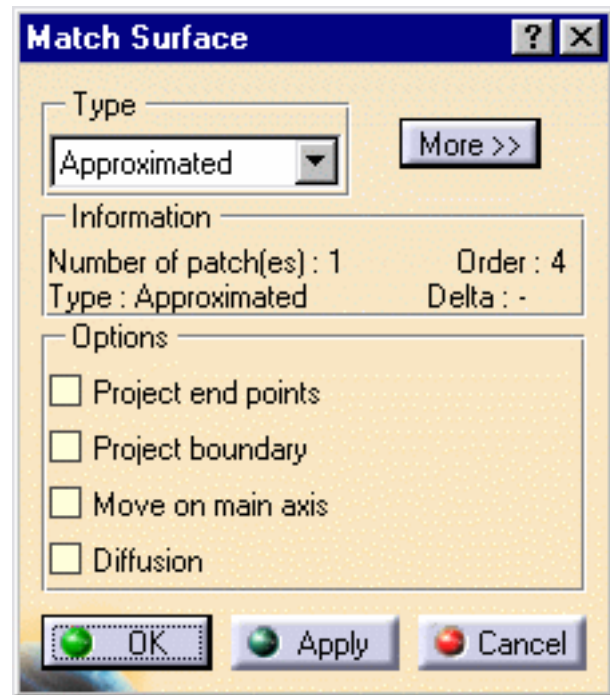 Match Surface ? ×
Type
Approximated
More >>
Information
Number of patch(es) : 1 Order : 4
Type : Approximated Delta : -
Options
Project end points
Project boundary
Move on main axis
Diffusion
OK Apply Cancel